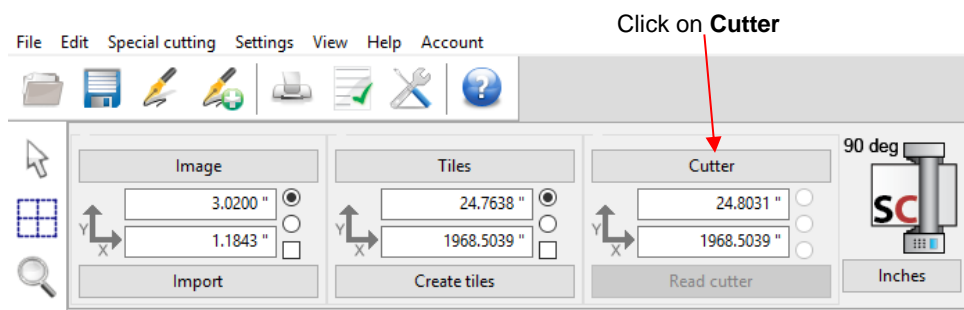 Click on Cutter
File Edit Special cutting Settings View Help Account
?
90 deg
Image Tiles Cutter
3.0200 " 24.7638 " 24.8031 "
Y Y Y
1.1843 " 1968.5039 " 1968.5039 "
X X X
SC
Import Create tiles Read cutter Inches